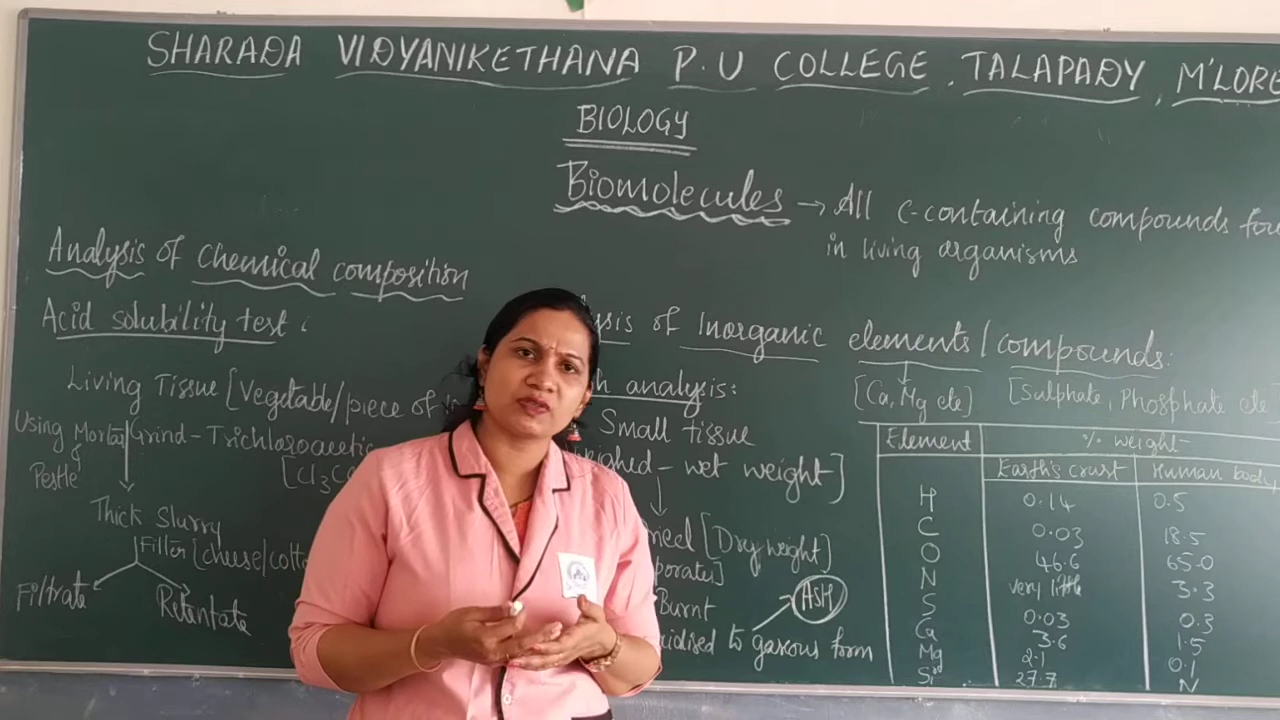 SHARADA VIDYANIKETHANA P.U COLLEGE, TALAPADY, M'LORE
BIOLOGY
Biomolecules → All C-containing compounds fou
in living organisms
Analysis of Chemical composition
Acid solubility test :
Living Tissue [Vegetable/piece of
Using Mortar & Pestle
Grind - Trichloroacetic
[Cl3C
Thick Slurry
Filter [cheese/cotto
Filtrate
Retentate
sis of Inorganic elements/compounds:
[Ca, Mg etc] [Sulphate, Phosphate etc]
h analysis:
Small tissue
eighed - wet weight]
ried [Dry weight]
porates]
Burnt
idised to gaseous form
ASH
Element % weight
Earth's crust Human body
H 0.14 0.5
C 0.03 18.5
O 46.6 65.0
N very little 3.3
S 0.03 0.3
Ca 3.6 1.5
Mg 2.1 0.1
Si 27.7 N